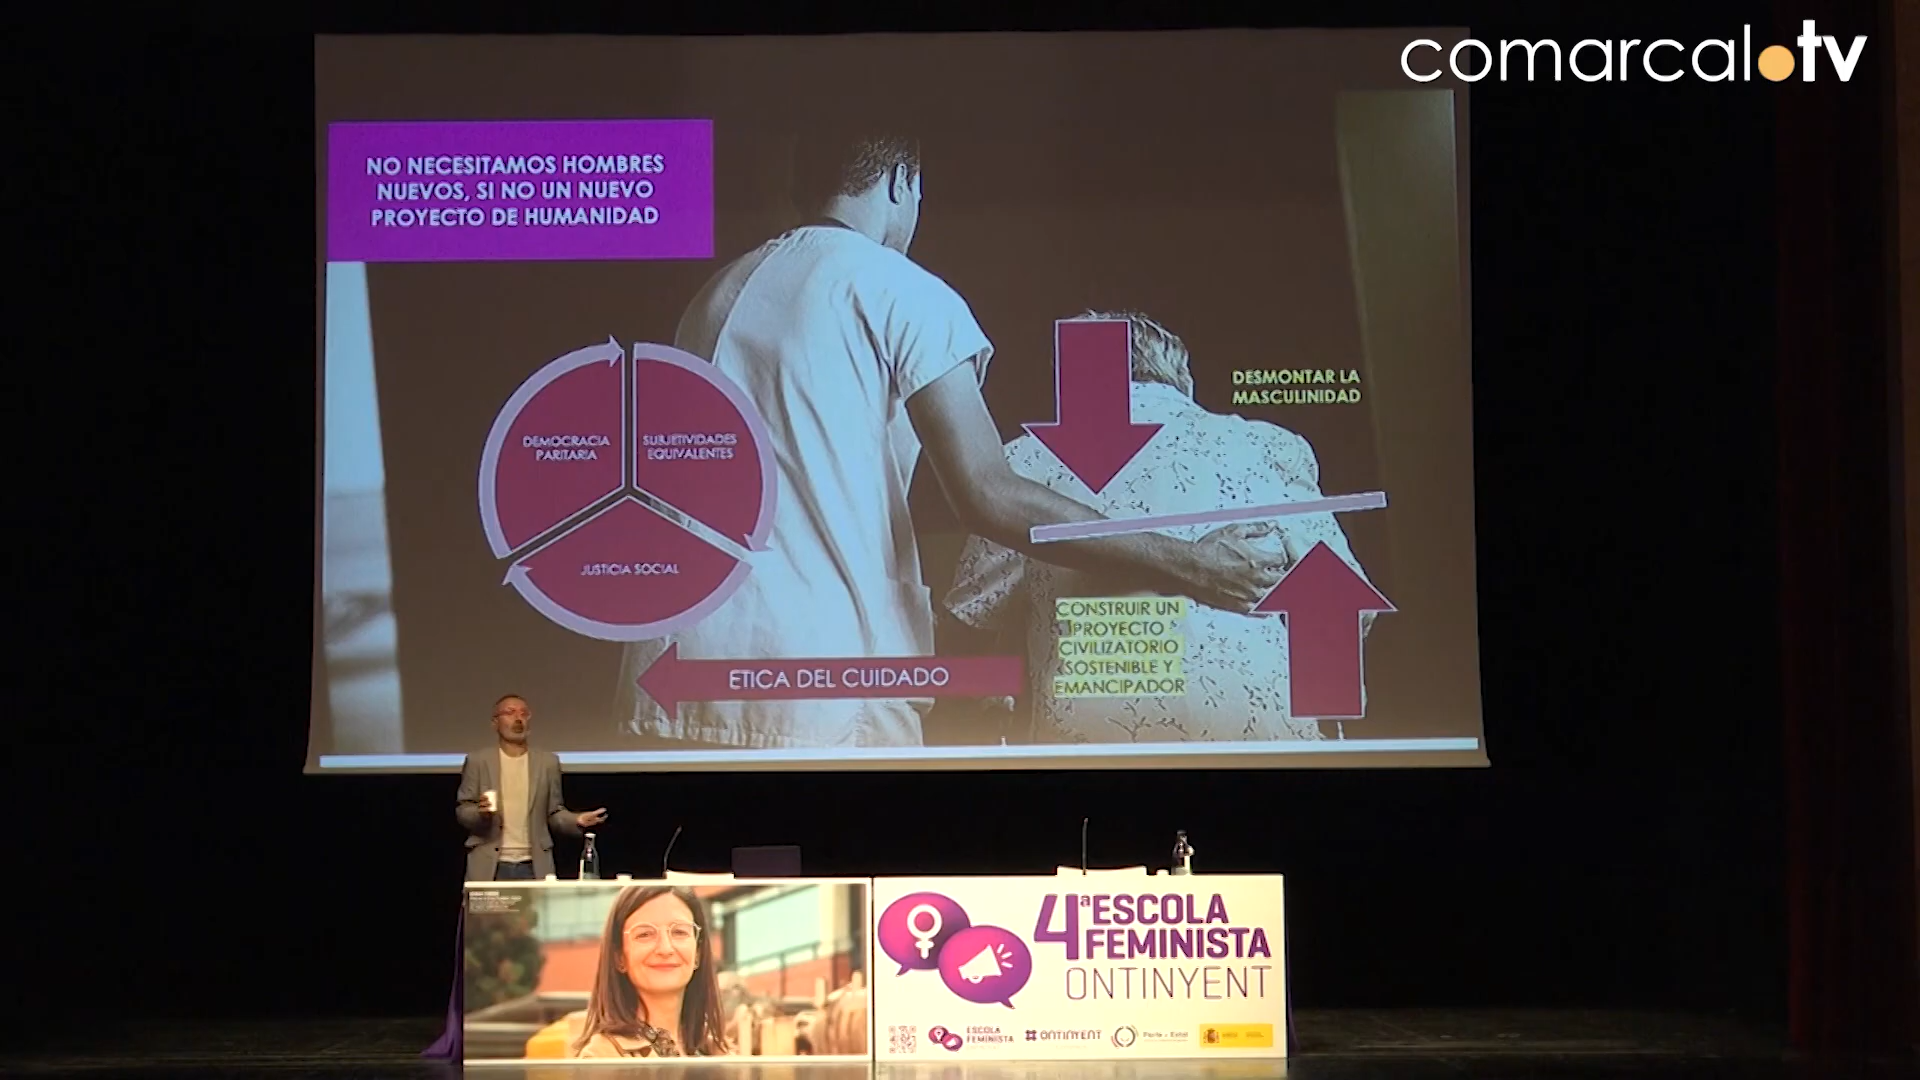 comarcal.tv
NO NECESITAMOS HOMBRES
NUEVOS, SI NO UN NUEVO
PROYECTO DE HUMANIDAD
DESMONTAR LA
MASCULINIDAD
DEMOCRACIA
PARITARIA
SUBJETIVIDADES
EQUIVALENTES
JUSTICIA SOCIAL
CONSTRUIR UN
PROYECTO
CIVILIZATORIO
SOSTENIBLE Y
EMANCIPADOR
ETICA DEL CUIDADO
4ª ESCOLA
FEMINISTA
ONTINYENT
ESCOLA
FEMINISTA
ONTINYENT
Pacte d'Estat